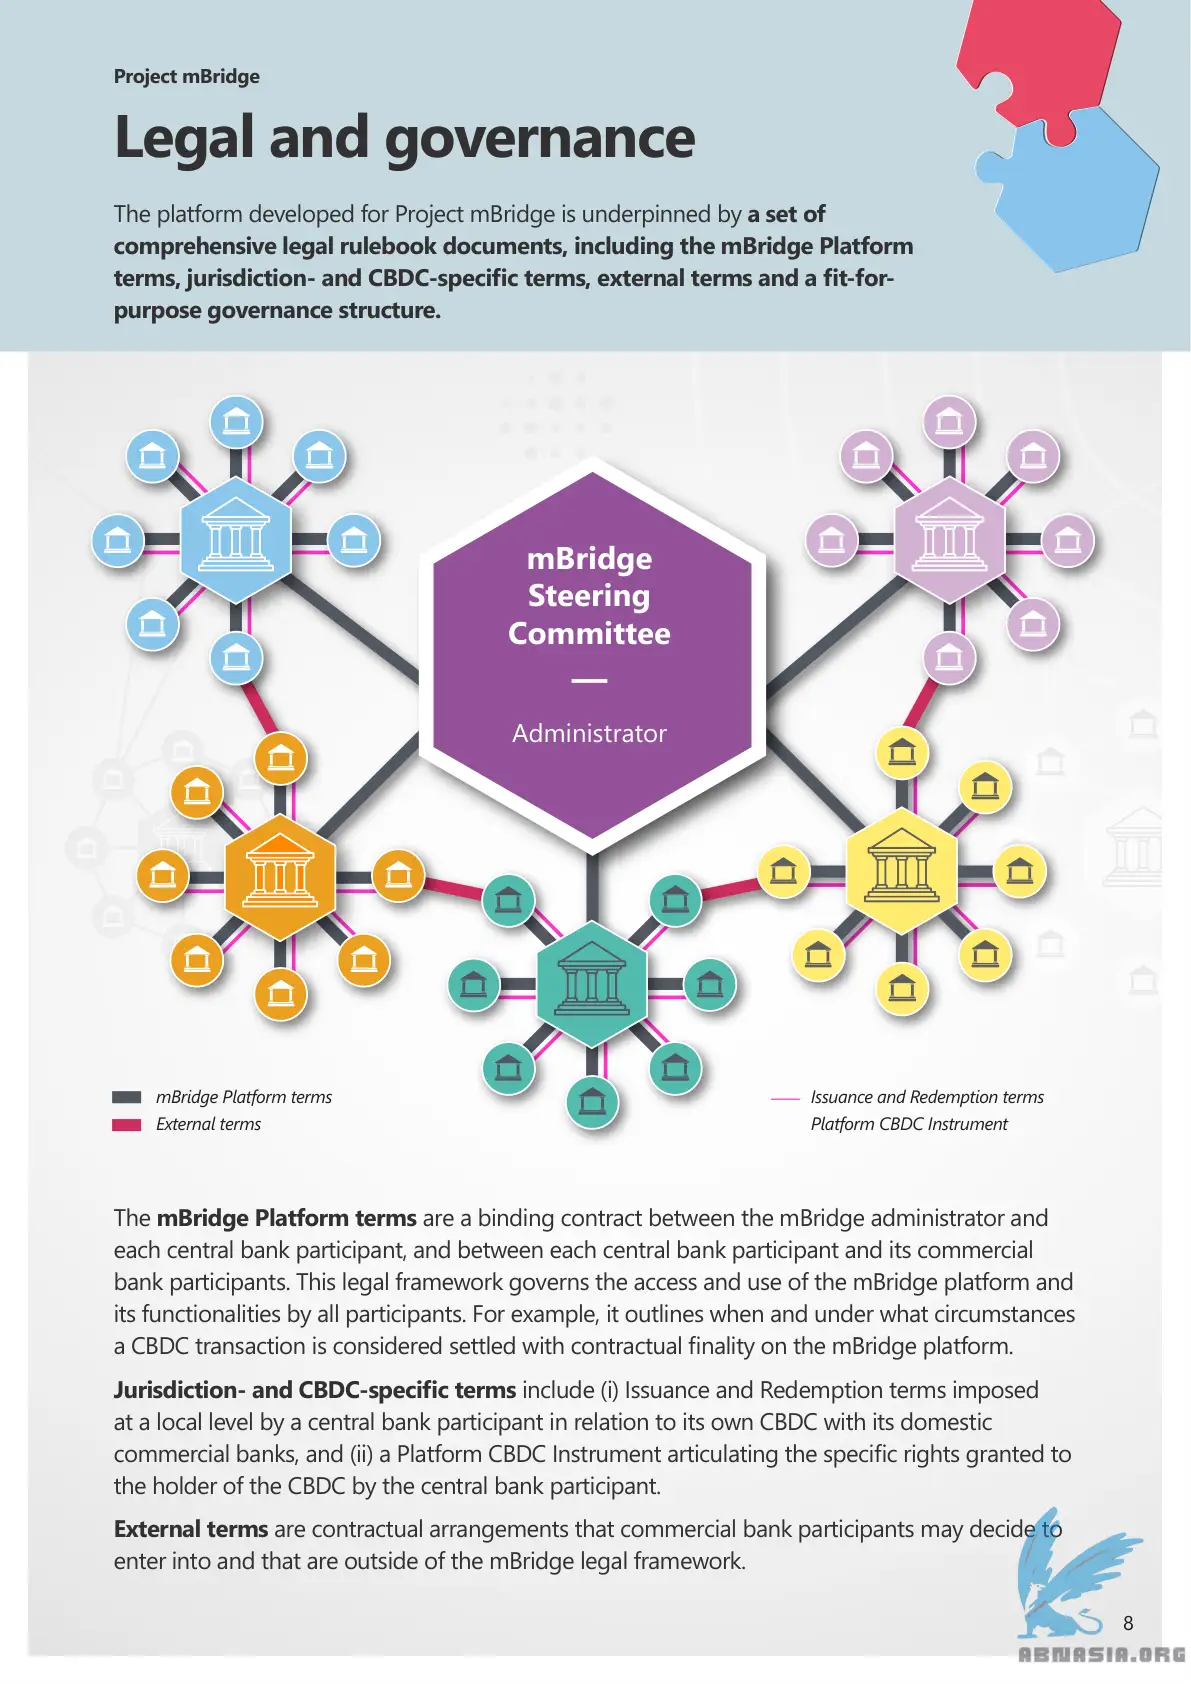 Project mBridge
Legal and governance
The platform developed for Project mBridge is underpinned by a set of
comprehensive legal rulebook documents, including the mBridge Platform
terms, jurisdiction- and CBDC-specific terms, external terms and a fit-for-
purpose governance structure.
mBridge
Steering
Committee
Administrator
mBridge Platform terms
External terms
Issuance and Redemption terms
Platform CBDC Instrument
The mBridge Platform terms are a binding contract between the mBridge administrator and
each central bank participant, and between each central bank participant and its commercial
bank participants. This legal framework governs the access and use of the mBridge platform and
its functionalities by all participants. For example, it outlines when and under what circumstances
a CBDC transaction is considered settled with contractual finality on the mBridge platform.
Jurisdiction- and CBDC-specific terms include (i) Issuance and Redemption terms imposed
at a local level by a central bank participant in relation to its own CBDC with its domestic
commercial banks, and (ii) a Platform CBDC Instrument articulating the specific rights granted to
the holder of the CBDC by the central bank participant.
External terms are contractual arrangements that commercial bank participants may decide to
enter into and that are outside of the mBridge legal framework.
8
ABNASIA.ORG